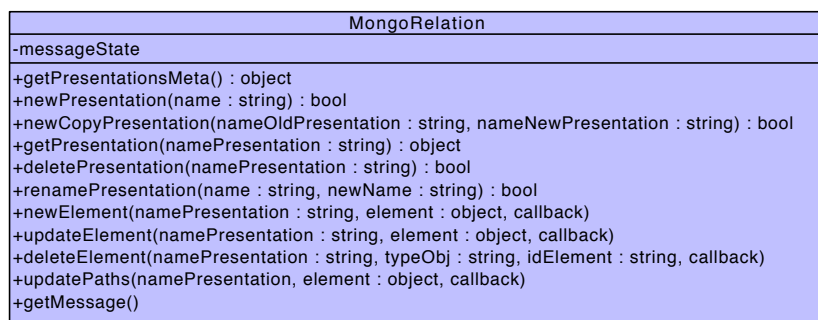 MongoRelation
-messageState
+getPresentationsMeta() : object
+newPresentation(name : string) : bool
+newCopyPresentation(nameOldPresentation : string, nameNewPresentation : string) : bool
+getPresentation(namePresentation : string) : object
+deletePresentation(namePresentation : string) : bool
+renamePresentation(name : string, newName : string) : bool
+newElement(namePresentation : string, element : object, callback)
+updateElement(namePresentation : string, element : object, callback)
+deleteElement(namePresentation : string, typeObj : string, idElement : string, callback)
+updatePaths(namePresentation, element : object, callback)
+getMessage()